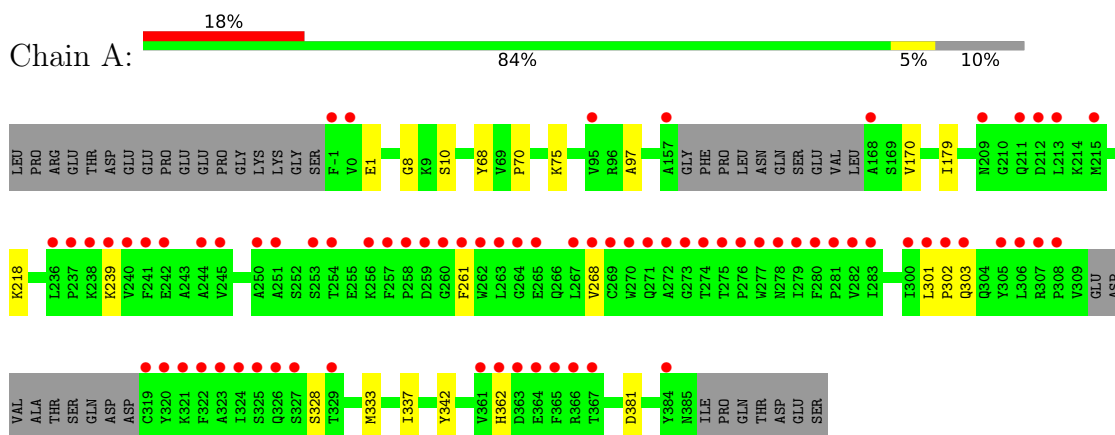 18%
Chain A:
84% 5% 10%
LEU PRO ARG GLU THR ASP GLU GLU PRO GLU GLU PRO GLY LYS LYS GLY SER F-1 V0 E1 G8 K9 S10 Y68 V69 P70 K75 V95 R96 A97 A157 GLY PHE PRO LEU ASN GLN SER GLU VAL LEU A168 S169 V170 I179 N209 G210 Q211 D212 L213 K214 M215
K218 L236 P237 K238 K239 V240 F241 E242 A243 A244 V245 A250 A251 S252 S253 T254 E255 K256 F257 P258 D259 G260 F261 W262 L263 G264 E265 Q266 L267 V268 C269 W270 Q271 A272 G273 T274 T275 P276 W277 N278 I279 F280 P281 V282 I283 I300 L301 P302 Q303 Q304 Y305 L306 R307 P308 V309 GLU ASP
VAL ALA THR SER GLN ASP ASP C319 Y320 K321 F322 A323 I324 S325 Q326 S327 S328 T329 M333 I337 Y342 V361 H362 D363 E364 F365 R366 T367 D381 Y384 N385 ILE PRO GLN THR ASP GLU SER